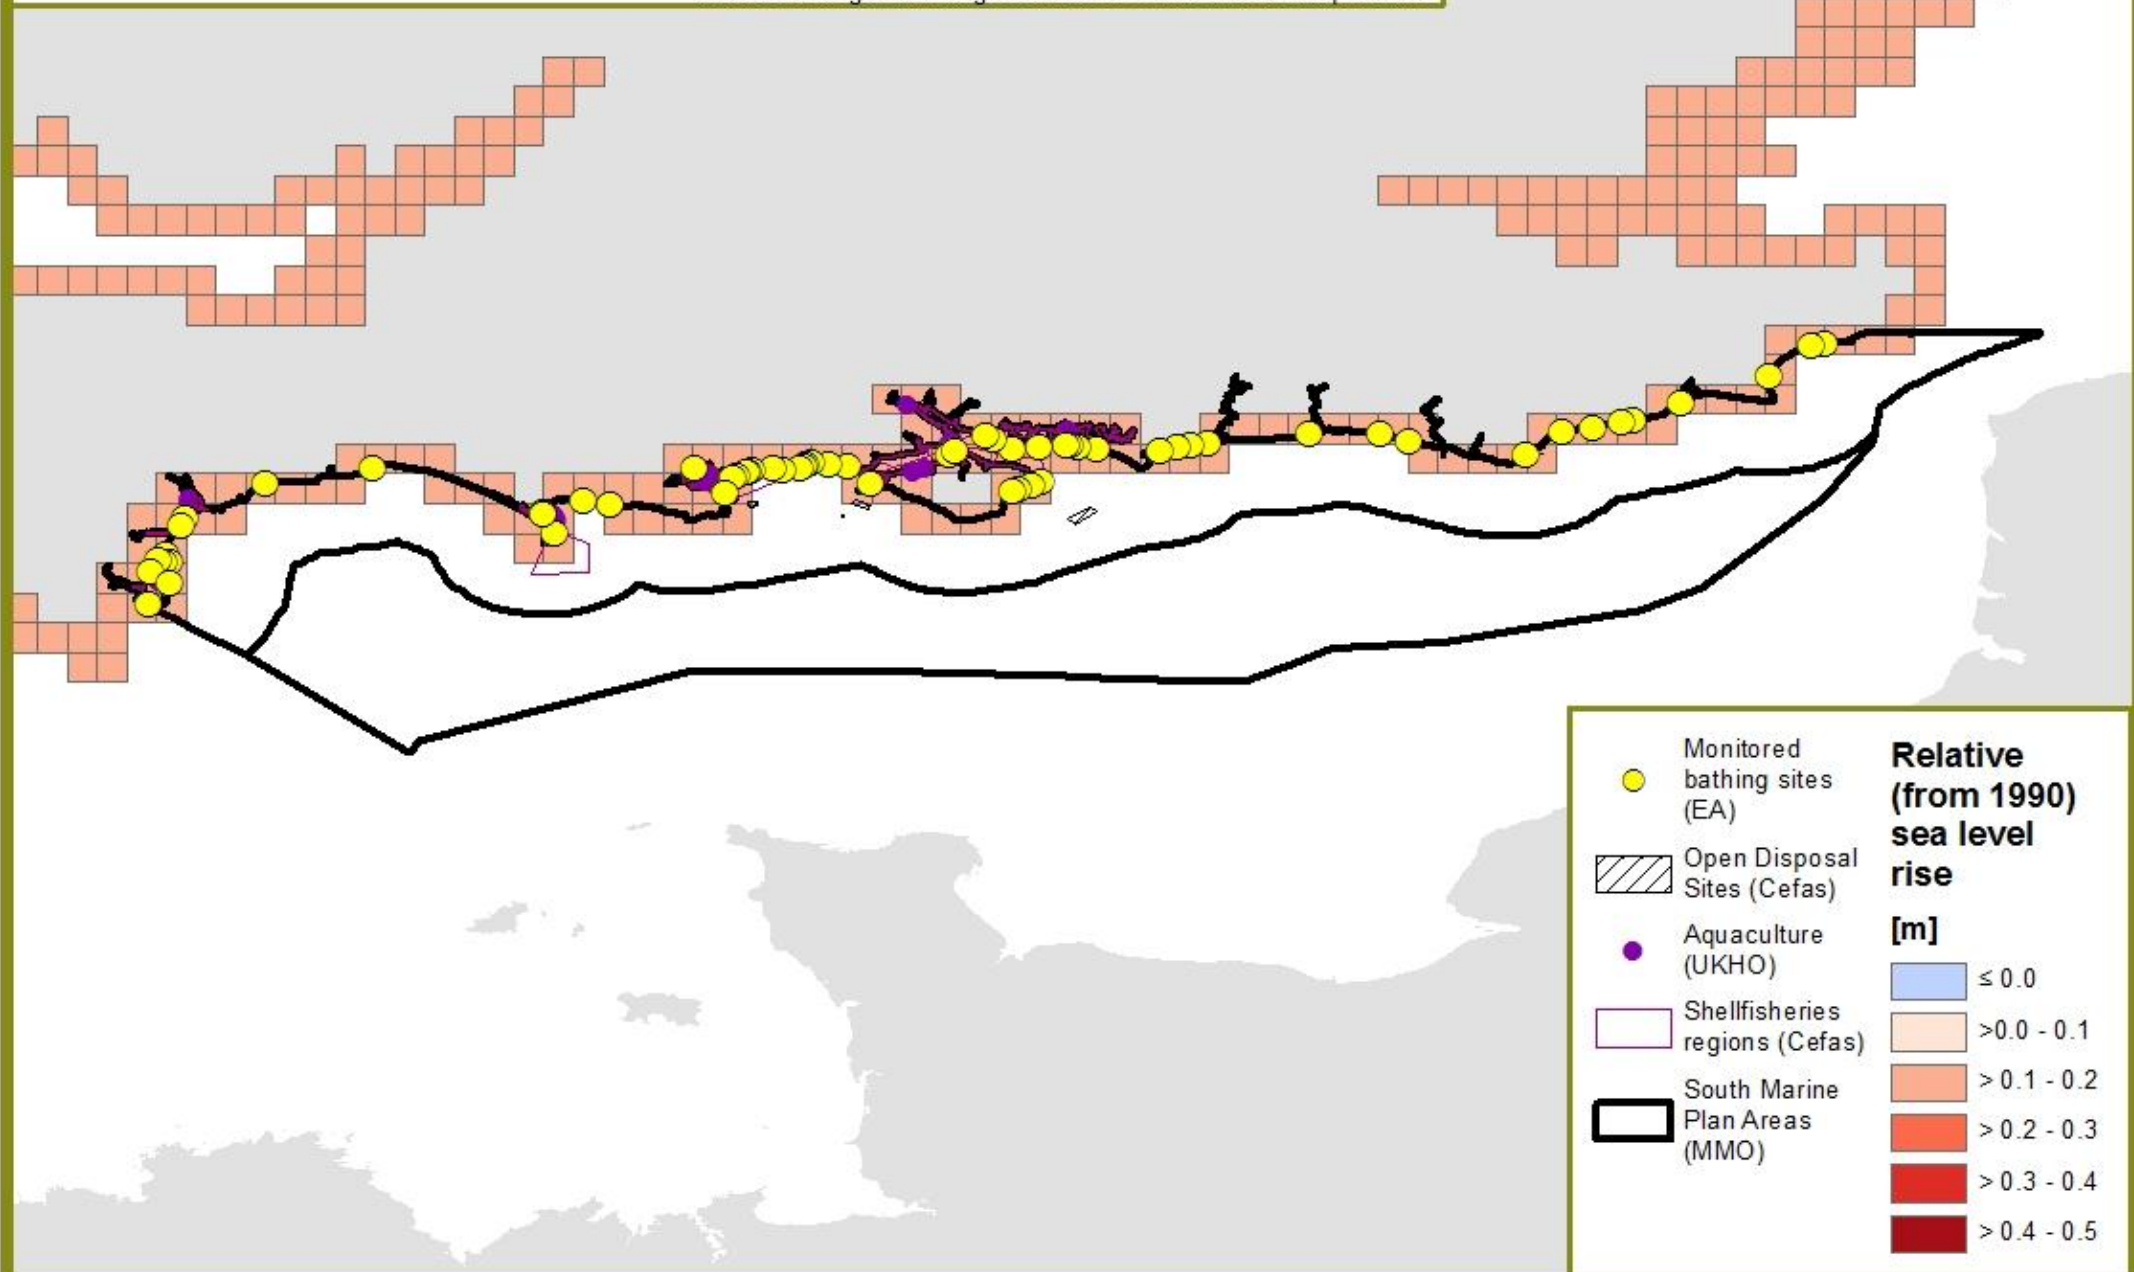 Monitored
bathing sites
(EA)
Open Disposal
Sites (Cefas)
Aquaculture
(UKHO)
Shellfisheries
regions (Cefas)
South Marine
Plan Areas
(MMO)
Relative
(from 1990)
sea level
rise
[m]
≤ 0.0
>0.0 - 0.1
> 0.1 - 0.2
> 0.2 - 0.3
> 0.3 - 0.4
> 0.4 - 0.5